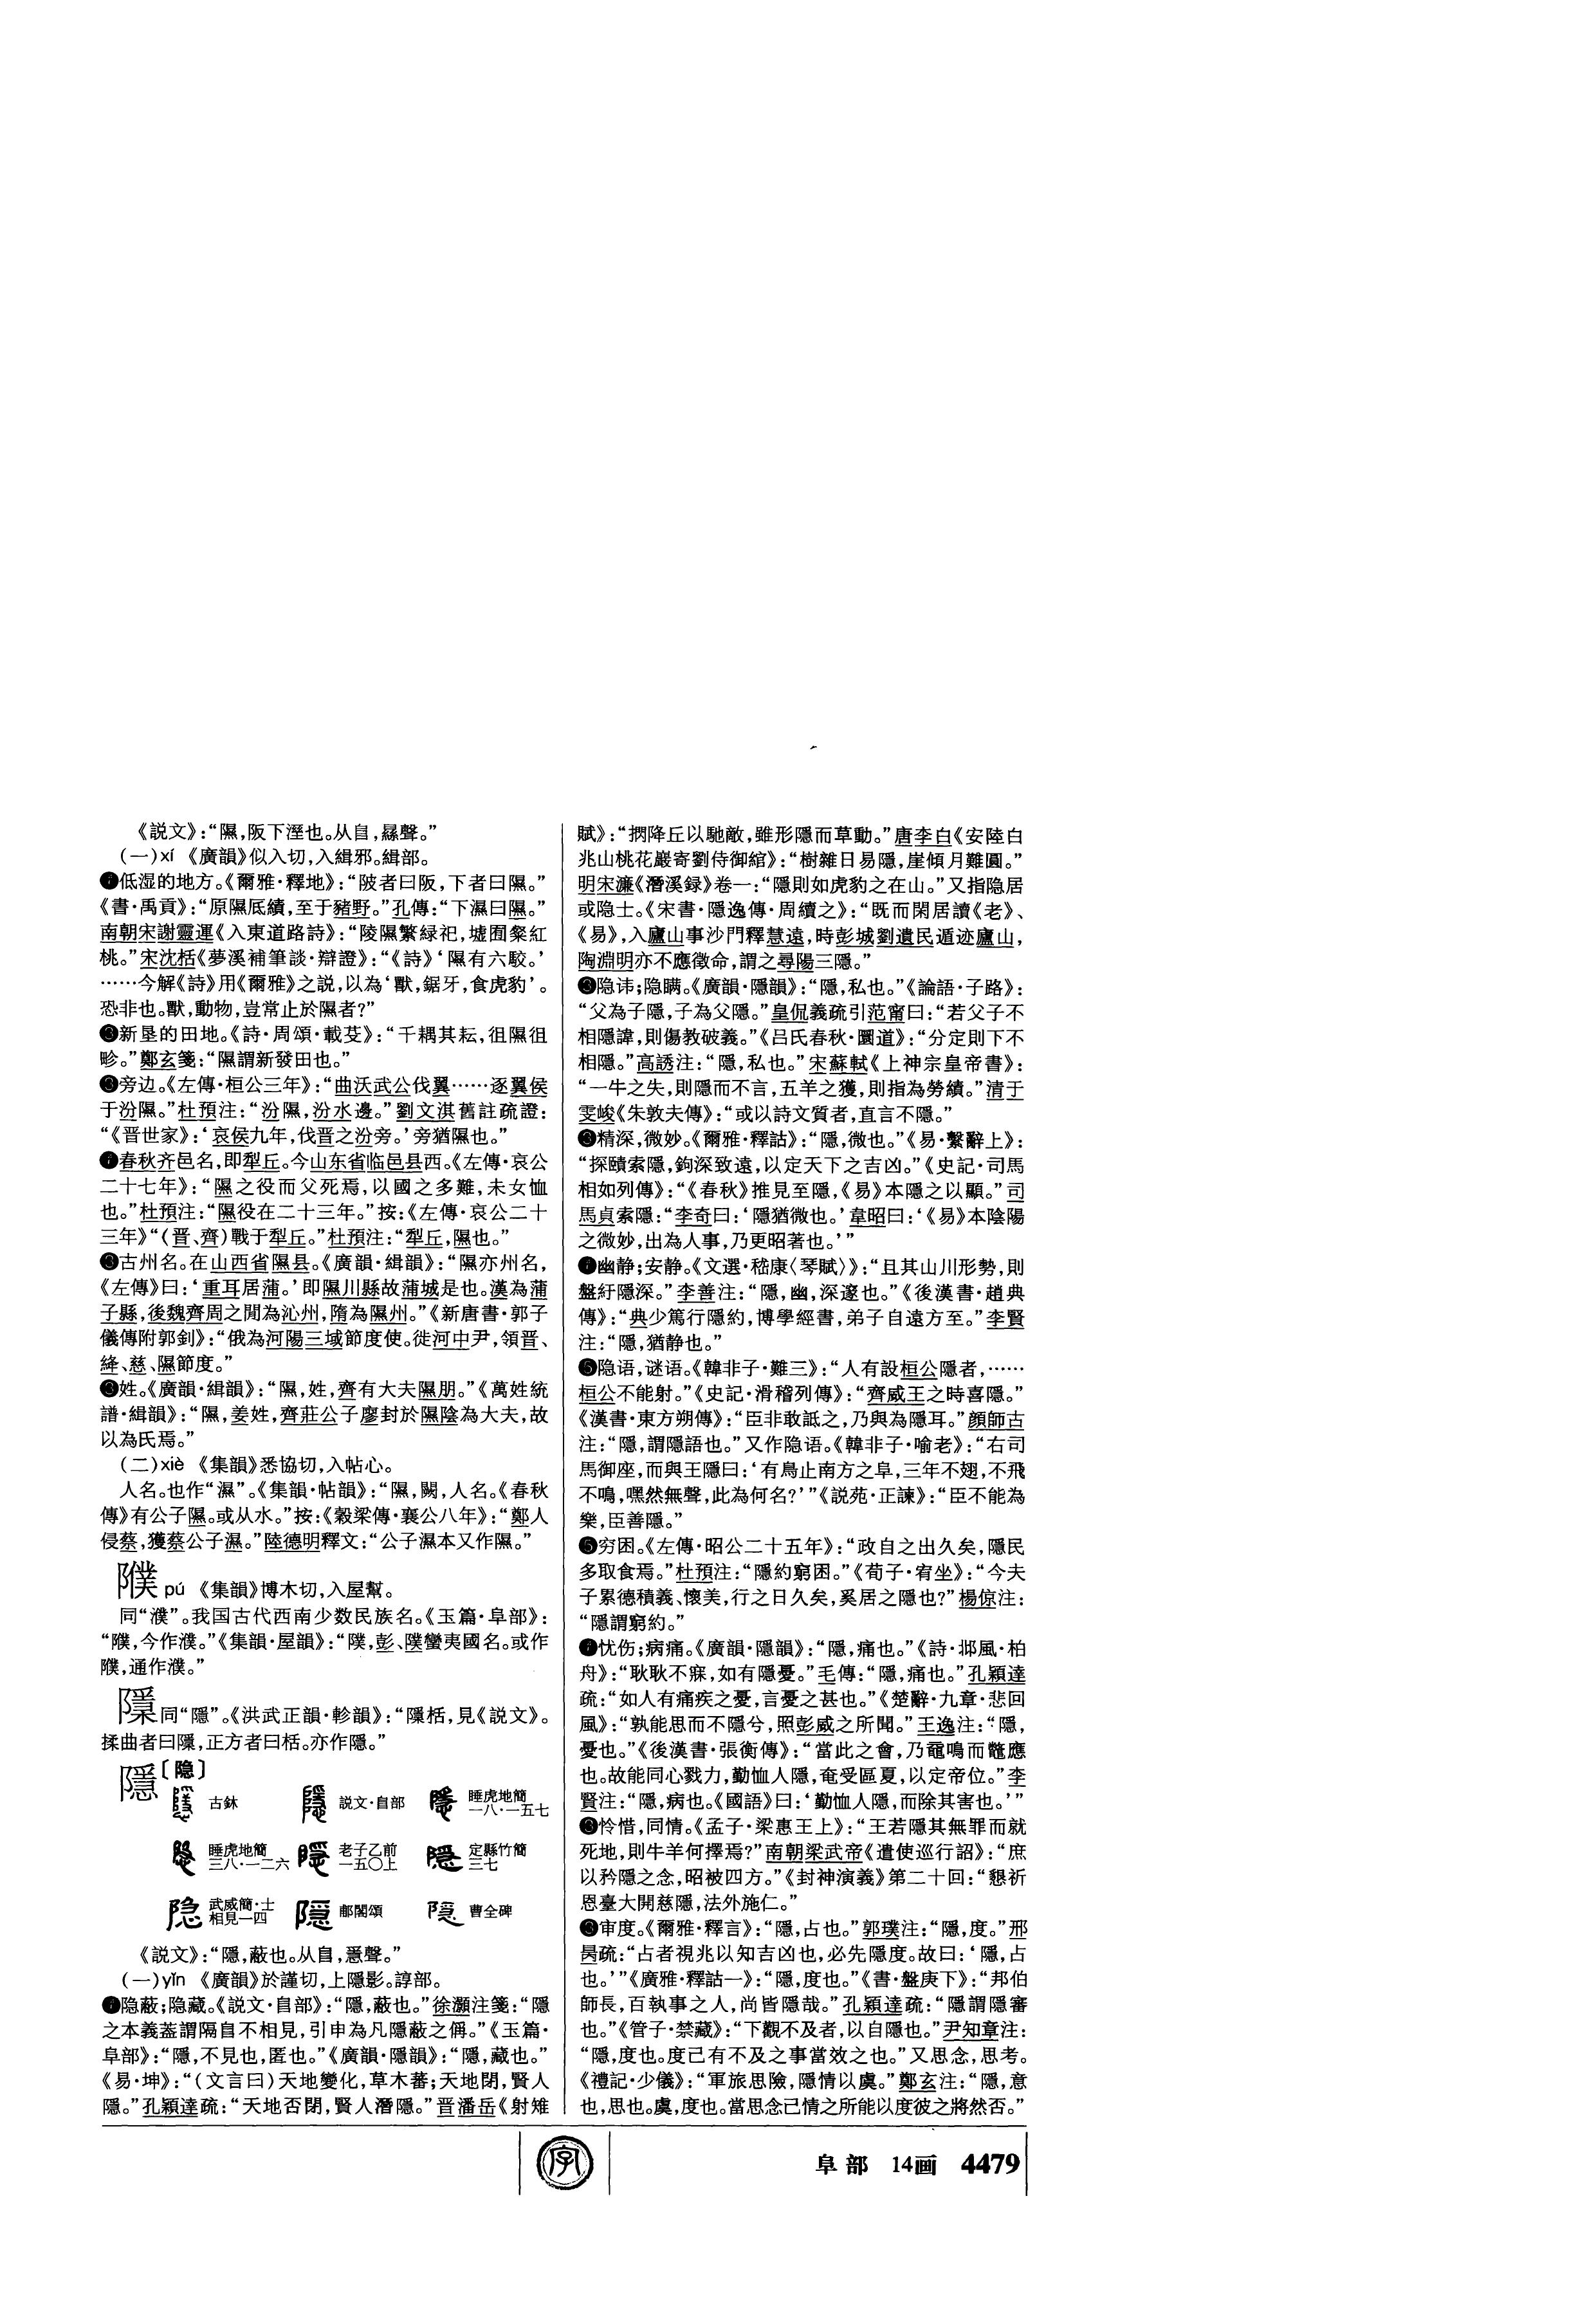 《説文》：“隰，阪下溼也。从𨸏，㬎聲。”
（一）xí 《廣韻》似入切，入緝邪。緝部。
❶低湿的地方。《爾雅·釋地》：“陂者曰阪，下者曰隰。”
《書·禹貢》：“原隰厎績，至于豬野。”孔傳：“下濕曰隰。”
南朝宋謝靈運《入東道路詩》：“陵隰繁緑杞，墟囿粲紅
桃。”宋沈括《夢溪補筆談·辯證》：“《詩》‘隰有六駮。’
……今解《詩》用《爾雅》之説，以為‘獸，鋸牙，食虎豹’。
恐非也。獸，動物，豈常止於隰者？”
❷新垦的田地。《詩·周頌·載芟》：“千耦其耘，徂隰徂
畛。”鄭玄箋：“隰謂新發田也。”
❸旁边。《左傳·桓公三年》：“曲沃武公伐翼……逐翼侯
于汾隰。”杜預注：“汾隰，汾水邊。”劉文淇舊註疏證：
“《晋世家》：‘哀侯九年，伐晋之汾旁。’旁猶隰也。”
❹春秋齐邑名，即犁丘。今山东省临邑县西。《左傳·哀公
二十七年》：“隰之役而父死焉，以國之多難，未女恤
也。”杜預注：“隰役在二十三年。”按：《左傳·哀公二十
三年》“（晋、齊）戰于犁丘。”杜預注：“犁丘，隰也。”
❺古州名。在山西省隰县。《廣韻·緝韻》：“隰亦州名，
《左傳》曰：‘重耳居蒲。’即隰川縣故蒲城是也。漢為蒲
子縣，後魏齊周之閒為沁州，隋為隰州。”《新唐書·郭子
儀傳附郭釗》：“俄為河陽三域節度使。徙河中尹，領晋、
絳、慈、隰節度。”
❻姓。《廣韻·緝韻》：“隰，姓，齊有大夫隰朋。”《萬姓統
譜·緝韻》：“隰，姜姓，齊莊公子廖封於隰陰為大夫，故
以為氏焉。”
（二）xiè 《集韻》悉協切，入帖心。
人名。也作“濕”。《集韻·帖韻》：“隰，闕，人名。《春秋
傳》有公子隰。或从水。”按：《穀梁傳·襄公八年》：“鄭人
侵蔡，獲蔡公子濕。”陸德明釋文：“公子濕本又作隰。”
𨽂 pú 《集韻》博木切，入屋幫。
同“濮”。我国古代西南少数民族名。《玉篇·阜部》：
“𨽂，今作濮。”《集韻·屋韻》：“𨽂，彭、𨽂蠻夷國名。或作
𨽂，通作濮。”
檃同“隱”。《洪武正韻·軫韻》：“檃栝，見《説文》。
揉曲者曰檃，正方者曰栝。亦作隱。”
隱〔隐〕
古鉥 説文·𨸏部 睡虎地簡一八·一五七
睡虎地簡三八·一二六 老子乙前一五〇上 定縣竹簡三七
武威簡·士相見一四 郙閣頌 曹全碑
《説文》：“隱，蔽也。从𨸏，㥯聲。”
（一）yǐn 《廣韻》於謹切，上隱影。諄部。
❶隐蔽；隐藏。《説文·𨸏部》：“隱，蔽也。”徐灝注箋：“隱
之本義葢謂隔𨸏不相見，引申為凡隱蔽之偁。”《玉篇·
阜部》：“隱，不見也，匿也。”《廣韻·隱韻》：“隱，藏也。”
《易·坤》：“（文言曰）天地變化，草木蕃；天地閉，賢人
隱。”孔穎達疏：“天地否閉，賢人潛隱。”晋潘岳《射雉
賦》：“捫降丘以馳敵，雖形隱而草動。”唐李白《安陸白
兆山桃花巖寄劉侍御綰》：“樹雜日易隱，崖傾月難圓。”
明宋濂《潛溪録》卷一：“隱則如虎豹之在山。”又指隐居
或隐士。《宋書·隱逸傳·周續之》：“既而閑居讀《老》、
《易》，入廬山事沙門釋慧遠，時彭城劉遺民遁迹廬山，
陶淵明亦不應徵命，謂之尋陽三隱。”
❷隐讳；隐瞒。《廣韻·隱韻》：“隱，私也。”《論語·子路》：
“父為子隱，子為父隱。”皇侃義疏引范甯曰：“若父子不
相隱諱，則傷教破義。”《吕氏春秋·圜道》：“分定則下不
相隱。”高誘注：“隱，私也。”宋蘇軾《上神宗皇帝書》：
“一牛之失，則隱而不言，五羊之獲，則指為勞績。”清于
雯峻《朱敦夫傳》：“或以詩文質者，直言不隱。”
❸精深，微妙。《爾雅·釋詁》：“隱，微也。”《易·繫辭上》：
“探賾索隱，鉤深致遠，以定天下之吉凶。”《史記·司馬
相如列傳》：“《春秋》推見至隱，《易》本隱之以顯。”司
馬貞索隱：“李奇曰：‘隱猶微也。’韋昭曰：‘《易》本陰陽
之微妙，出為人事，乃更昭著也。’”
❹幽静；安静。《文選·嵇康〈琴賦〉》：“且其山川形勢，則
盤紆隱深。”李善注：“隱，幽，深邃也。”《後漢書·趙典
傳》：“典少篤行隱約，博學經書，弟子自遠方至。”李賢
注：“隱，猶静也。”
❺隐语，谜语。《韓非子·難三》：“人有設桓公隱者，……
桓公不能射。”《史記·滑稽列傳》：“齊威王之時喜隱。”
《漢書·東方朔傳》：“臣非敢詆之，乃與為隱耳。”顔師古
注：“隱，謂隱語也。”又作隐语。《韓非子·喻老》：“右司
馬御座，而與王隱曰：‘有鳥止南方之阜，三年不翅，不飛
不鳴，嘿然無聲，此為何名？’”《説苑·正諫》：“臣不能為
樂，臣善隱。”
❻穷困。《左傳·昭公二十五年》：“政自之出久矣，隱民
多取食焉。”杜預注：“隱約窮困。”《荀子·宥坐》：“今夫
子累德積義、懷美，行之日久矣，奚居之隱也？”楊倞注：
“隱謂窮約。”
❼忧伤；病痛。《廣韻·隱韻》：“隱，痛也。”《詩·邶風·柏
舟》：“耿耿不寐，如有隱憂。”毛傳：“隱，痛也。”孔穎達
疏：“如人有痛疾之憂，言憂之甚也。”《楚辭·九章·悲回
風》：“孰能思而不隱兮，照彭咸之所聞。”王逸注：“隱，
憂也。”《後漢書·張衡傳》：“當此之會，乃黿鳴而鼈應
也。故能同心戮力，勤恤人隱，奄受區夏，以定帝位。”李
賢注：“隱，病也。《國語》曰：‘勤恤人隱，而除其害也。’”
❽怜惜，同情。《孟子·梁惠王上》：“王若隱其無罪而就
死地，則牛羊何擇焉？”南朝梁武帝《遣使巡行詔》：“庶
以矜隱之念，昭被四方。”《封神演義》第二十回：“懇祈
恩臺大開慈隱，法外施仁。”
❾审度。《爾雅·釋言》：“隱，占也。”郭璞注：“隱，度。”邢
昺疏：“占者視兆以知吉凶也，必先隱度。故曰：‘隱，占
也。’”《廣雅·釋詁一》：“隱，度也。”《書·盤庚下》：“邦伯
師長，百執事之人，尚皆隱哉。”孔穎達疏：“隱謂隱審
也。”《管子·禁藏》：“下觀不及者，以自隱也。”尹知章注：
“隱，度也。度己有不及之事當效之也。”又思念，思考。
《禮記·少儀》：“軍旅思險，隱情以虞。”鄭玄注：“隱，意
也，思也。虞，度也。當思念己情之所能以度彼之將然否。”
字
阜部 14画 4479